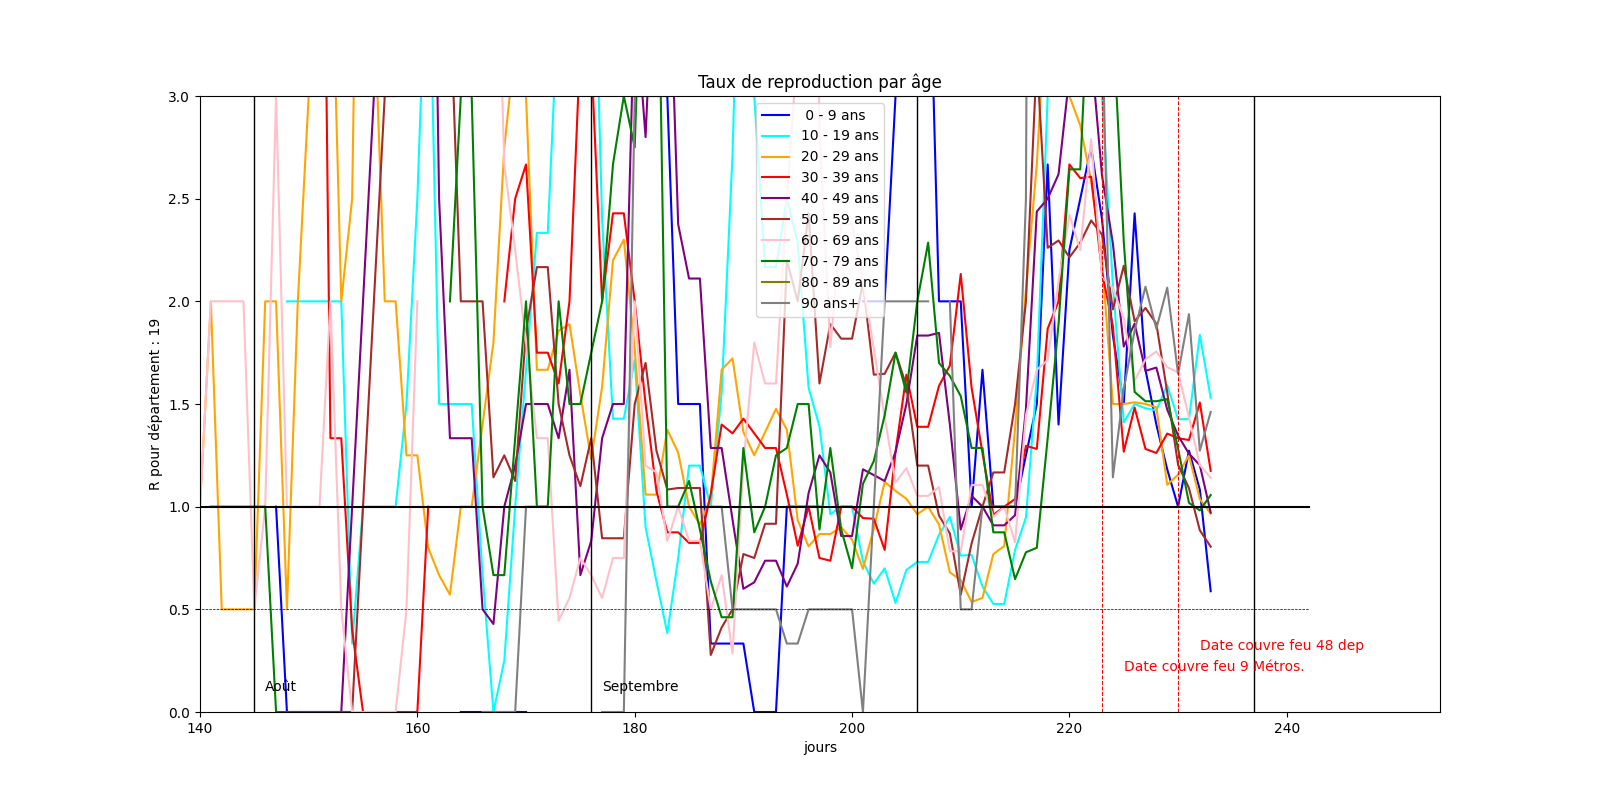 Taux de reproduction par âge
R pour département : 19
3.0
2.5
2.0
1.5
1.0
0.5
0.0
0 - 9 ans
10 - 19 ans
20 - 29 ans
30 - 39 ans
40 - 49 ans
50 - 59 ans
60 - 69 ans
70 - 79 ans
80 - 89 ans
90 ans+
Date couvre feu 48 dep
Date couvre feu 9 Métros.
Août
Septembre
140
160
180
200
220
240
jours